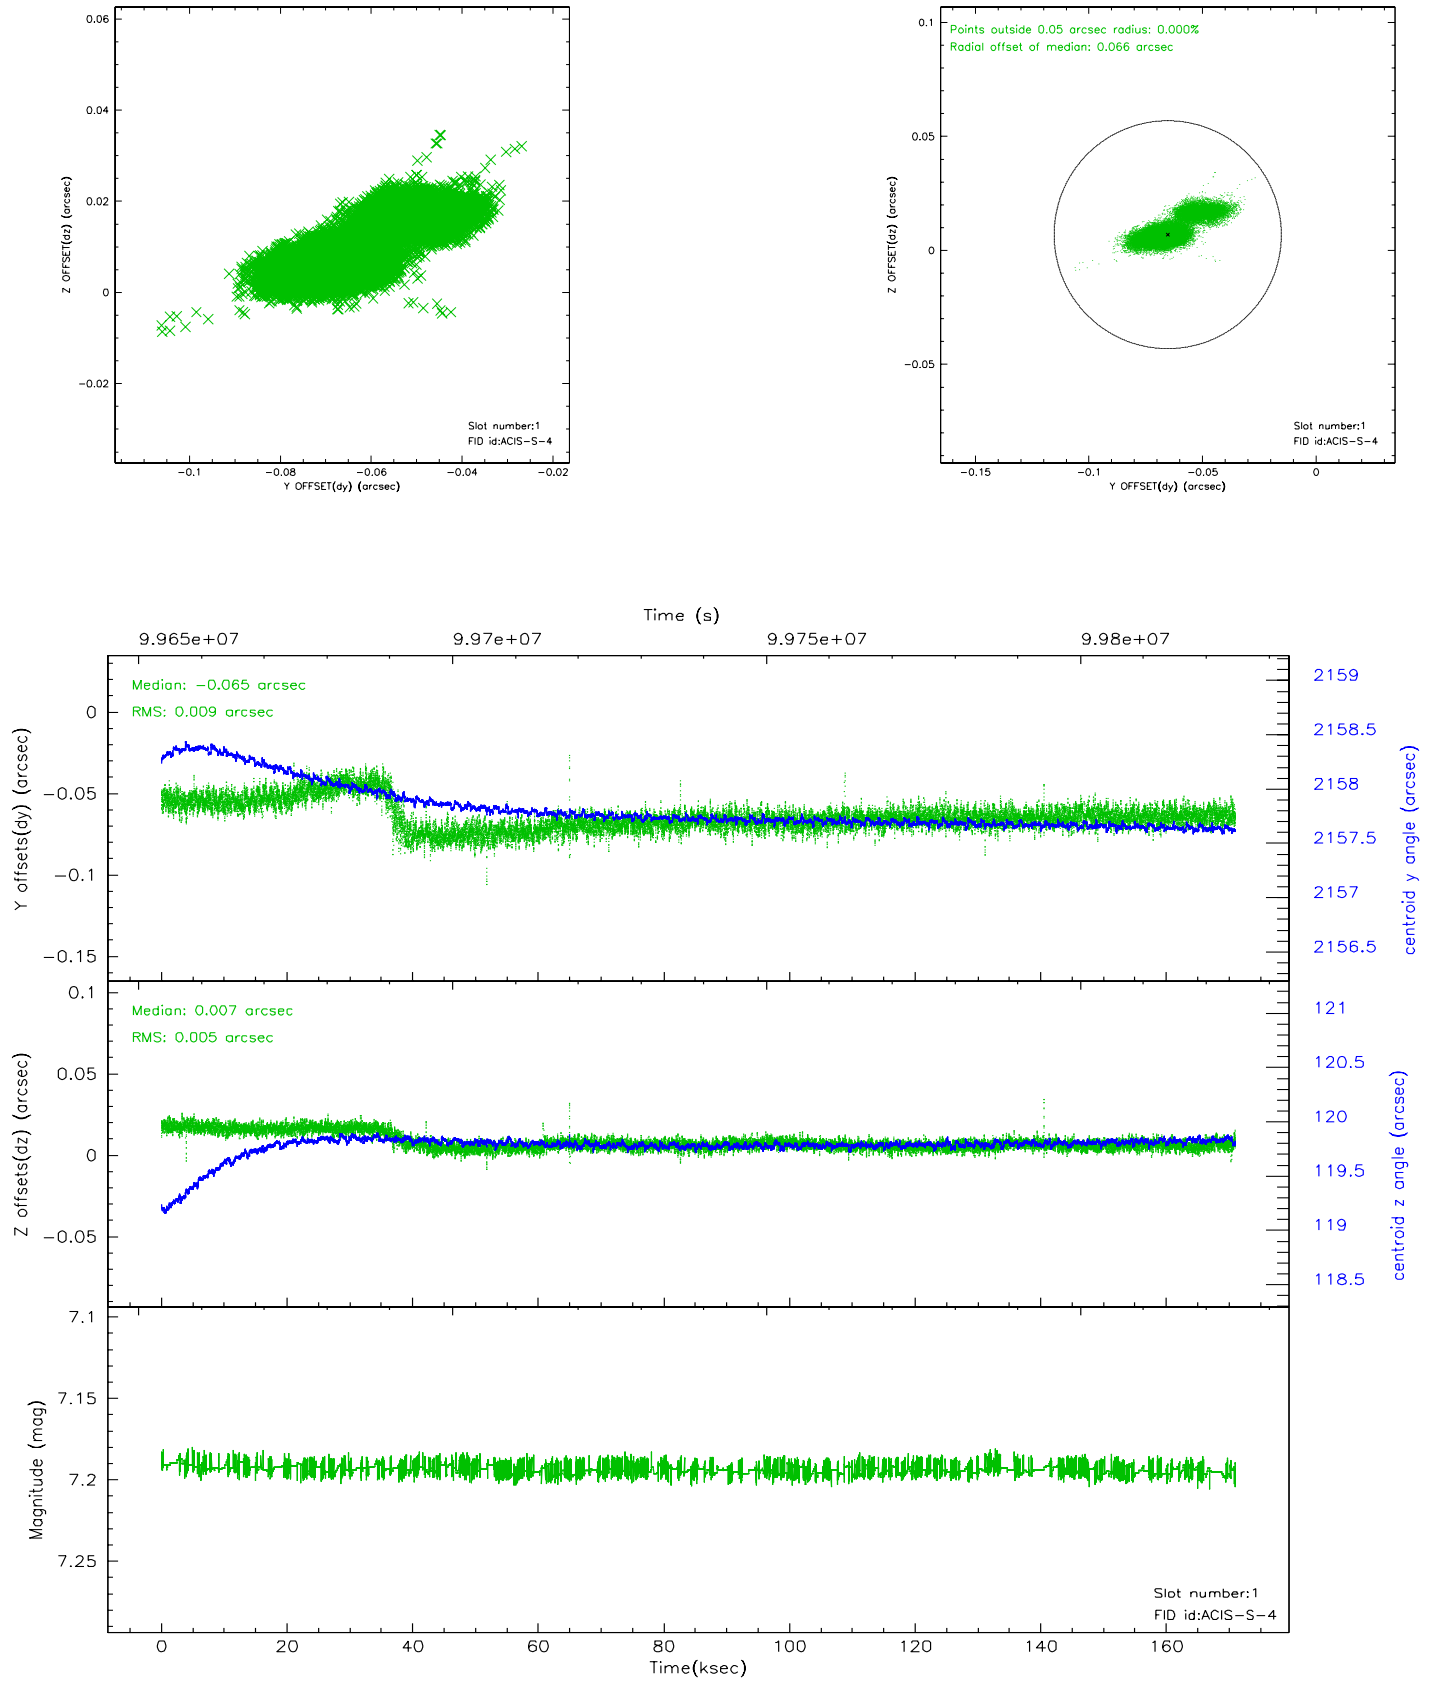 0.06
0.04
0.02
0
−0.02
Z OFFSET(dz) (arcsec)
Slot number:1
FID id:ACIS−S−4
−0.1 −0.08 −0.06 −0.04 −0.02
Y OFFSET(dy) (arcsec)
Points outside 0.05 arcsec radius: 0.000%
Radial offset of median: 0.066 arcsec
0.1
0.05
0
−0.05
Z OFFSET(dz) (arcsec)
Slot number:1
FID id:ACIS−S−4
−0.15 −0.1 −0.05 0
Y OFFSET(dy) (arcsec)
Time (s)
9.965e+07 9.97e+07 9.975e+07 9.98e+07
Median: −0.065 arcsec
RMS: 0.009 arcsec
0
−0.05
−0.1
−0.15
Y offsets(dy) (arcsec)
2159
2158.5
2158
2157.5
2157
2156.5
centroid y angle (arcsec)
Median: 0.007 arcsec
RMS: 0.005 arcsec
0.1
0.05
0
−0.05
Z offsets(dz) (arcsec)
121
120.5
120
119.5
119
118.5
centroid z angle (arcsec)
7.1
7.15
7.2
7.25
Magnitude (mag)
Slot number:1
FID id:ACIS−S−4
0 20 40 60 80 100 120 140 160
Time(ksec)